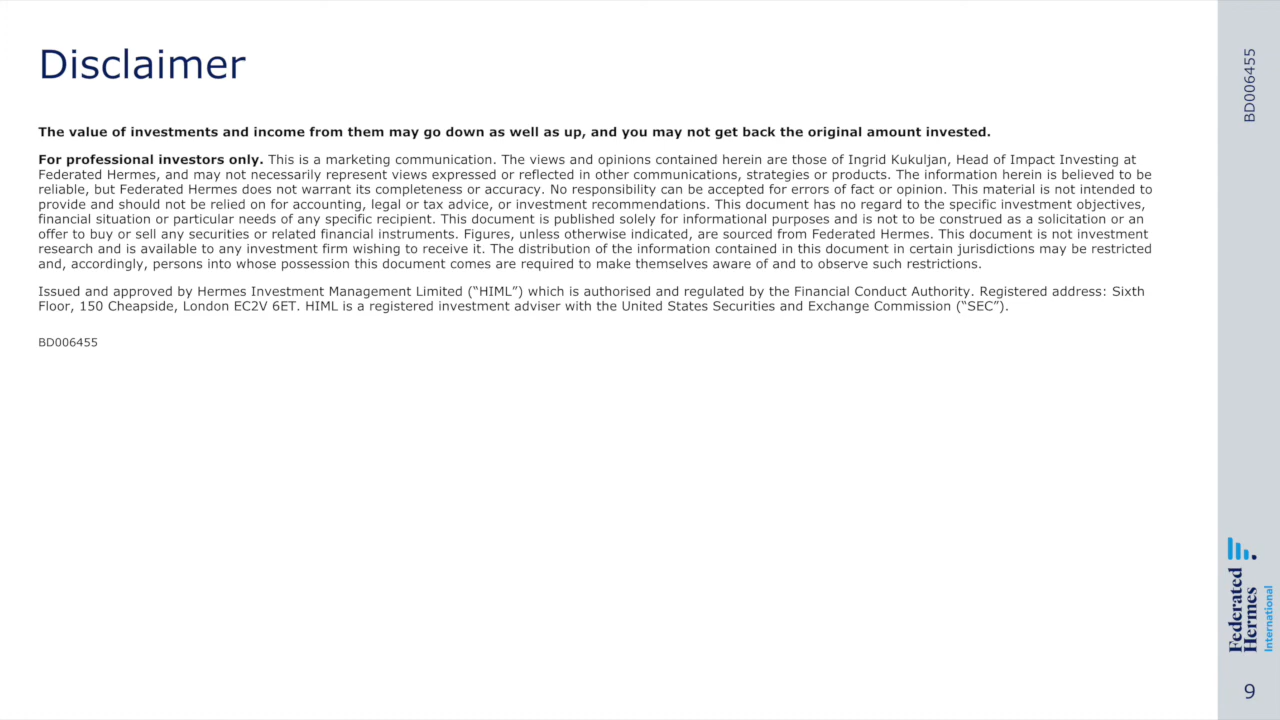 Disclaimer
The value of investments and income from them may go down as well as up, and you may not get back the original amount invested.
For professional investors only. This is a marketing communication. The views and opinions contained herein are those of Ingrid Kukuljan, Head of Impact Investing at
Federated Hermes, and may not necessarily represent views expressed or reflected in other communications, strategies or products. The information herein is believed to be
reliable, but Federated Hermes does not warrant its completeness or accuracy. No responsibility can be accepted for errors of fact or opinion. This material is not intended to
provide and should not be relied on for accounting, legal or tax advice, or investment recommendations. This document has no regard to the specific investment objectives,
financial situation or particular needs of any specific recipient. This document is published solely for informational purposes and is not to be construed as a solicitation or an
offer to buy or sell any securities or related financial instruments. Figures, unless otherwise indicated, are sourced from Federated Hermes. This document is not investment
research and is available to any investment firm wishing to receive it. The distribution of the information contained in this document in certain jurisdictions may be restricted
and, accordingly, persons into whose possession this document comes are required to make themselves aware of and to observe such restrictions.
Issued and approved by Hermes Investment Management Limited (“HIML”) which is authorised and regulated by the Financial Conduct Authority. Registered address: Sixth
Floor, 150 Cheapside, London EC2V 6ET. HIML is a registered investment adviser with the United States Securities and Exchange Commission (“SEC”).
BD006455
BD006455
Federated
Hermes
International
9